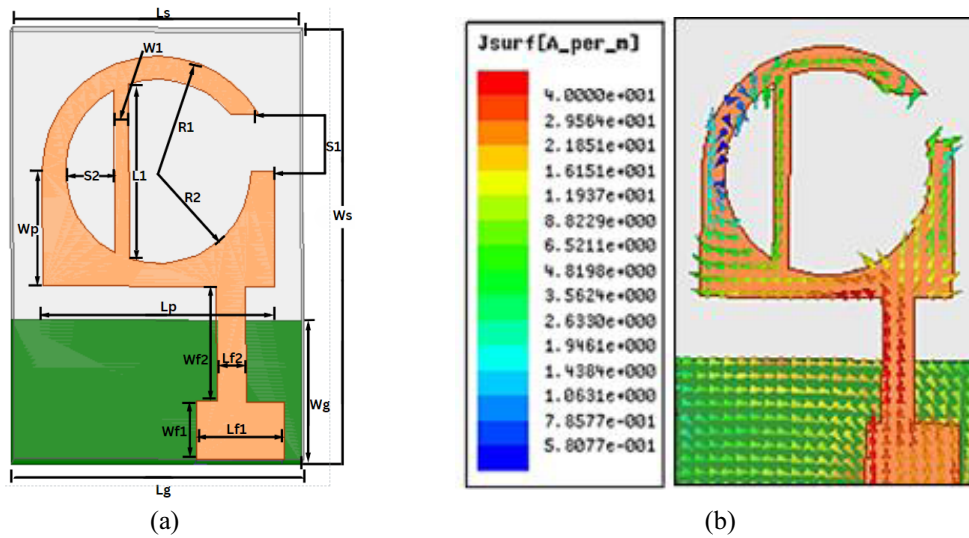 Ls
W1
R1
S1
S2
L1
R2
Ws
Wp
Lp
Wf2
Lf2
Wg
Wf1
Lf1
Lg
(a)
Jsurf[A_per_m]
4.0000e+001
2.9564e+001
2.1851e+001
1.6151e+001
1.1937e+001
8.8229e+000
6.5211e+000
4.8198e+000
3.5624e+000
2.6330e+000
1.9461e+000
1.4384e+000
1.0631e+000
7.8577e-001
5.8077e-001
(b)